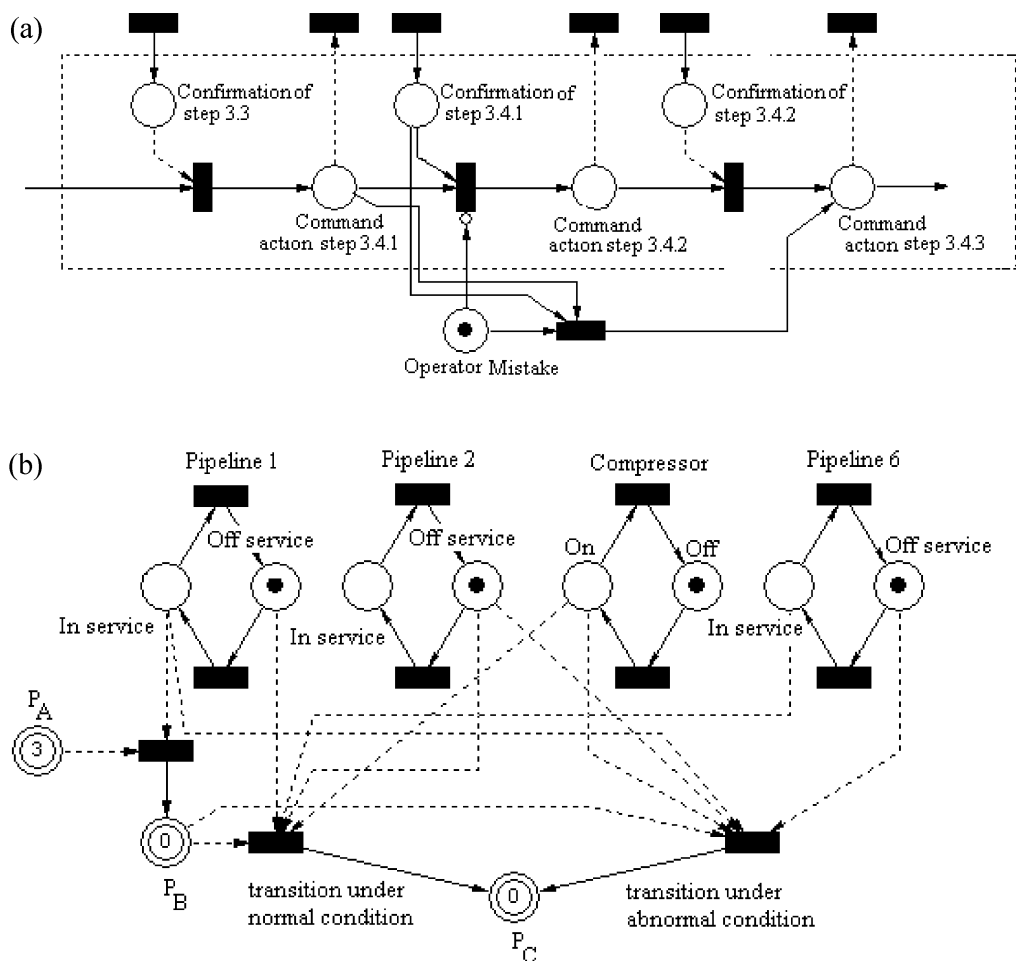 (a)
Confirmation of
step 3.3
Confirmation of
step 3.4.1
Confirmation of
step 3.4.2
Command
action step 3.4.1
Command
action step 3.4.2
Command
action step 3.4.3
Operator Mistake
(b)
Pipeline 1
Pipeline 2
Compressor
Pipeline 6
Off service
Off service
On
Off
Off service
In service
In service
In service
PA
3
0
PB
transition under
normal condition
0
PC
transition under
abnormal condition